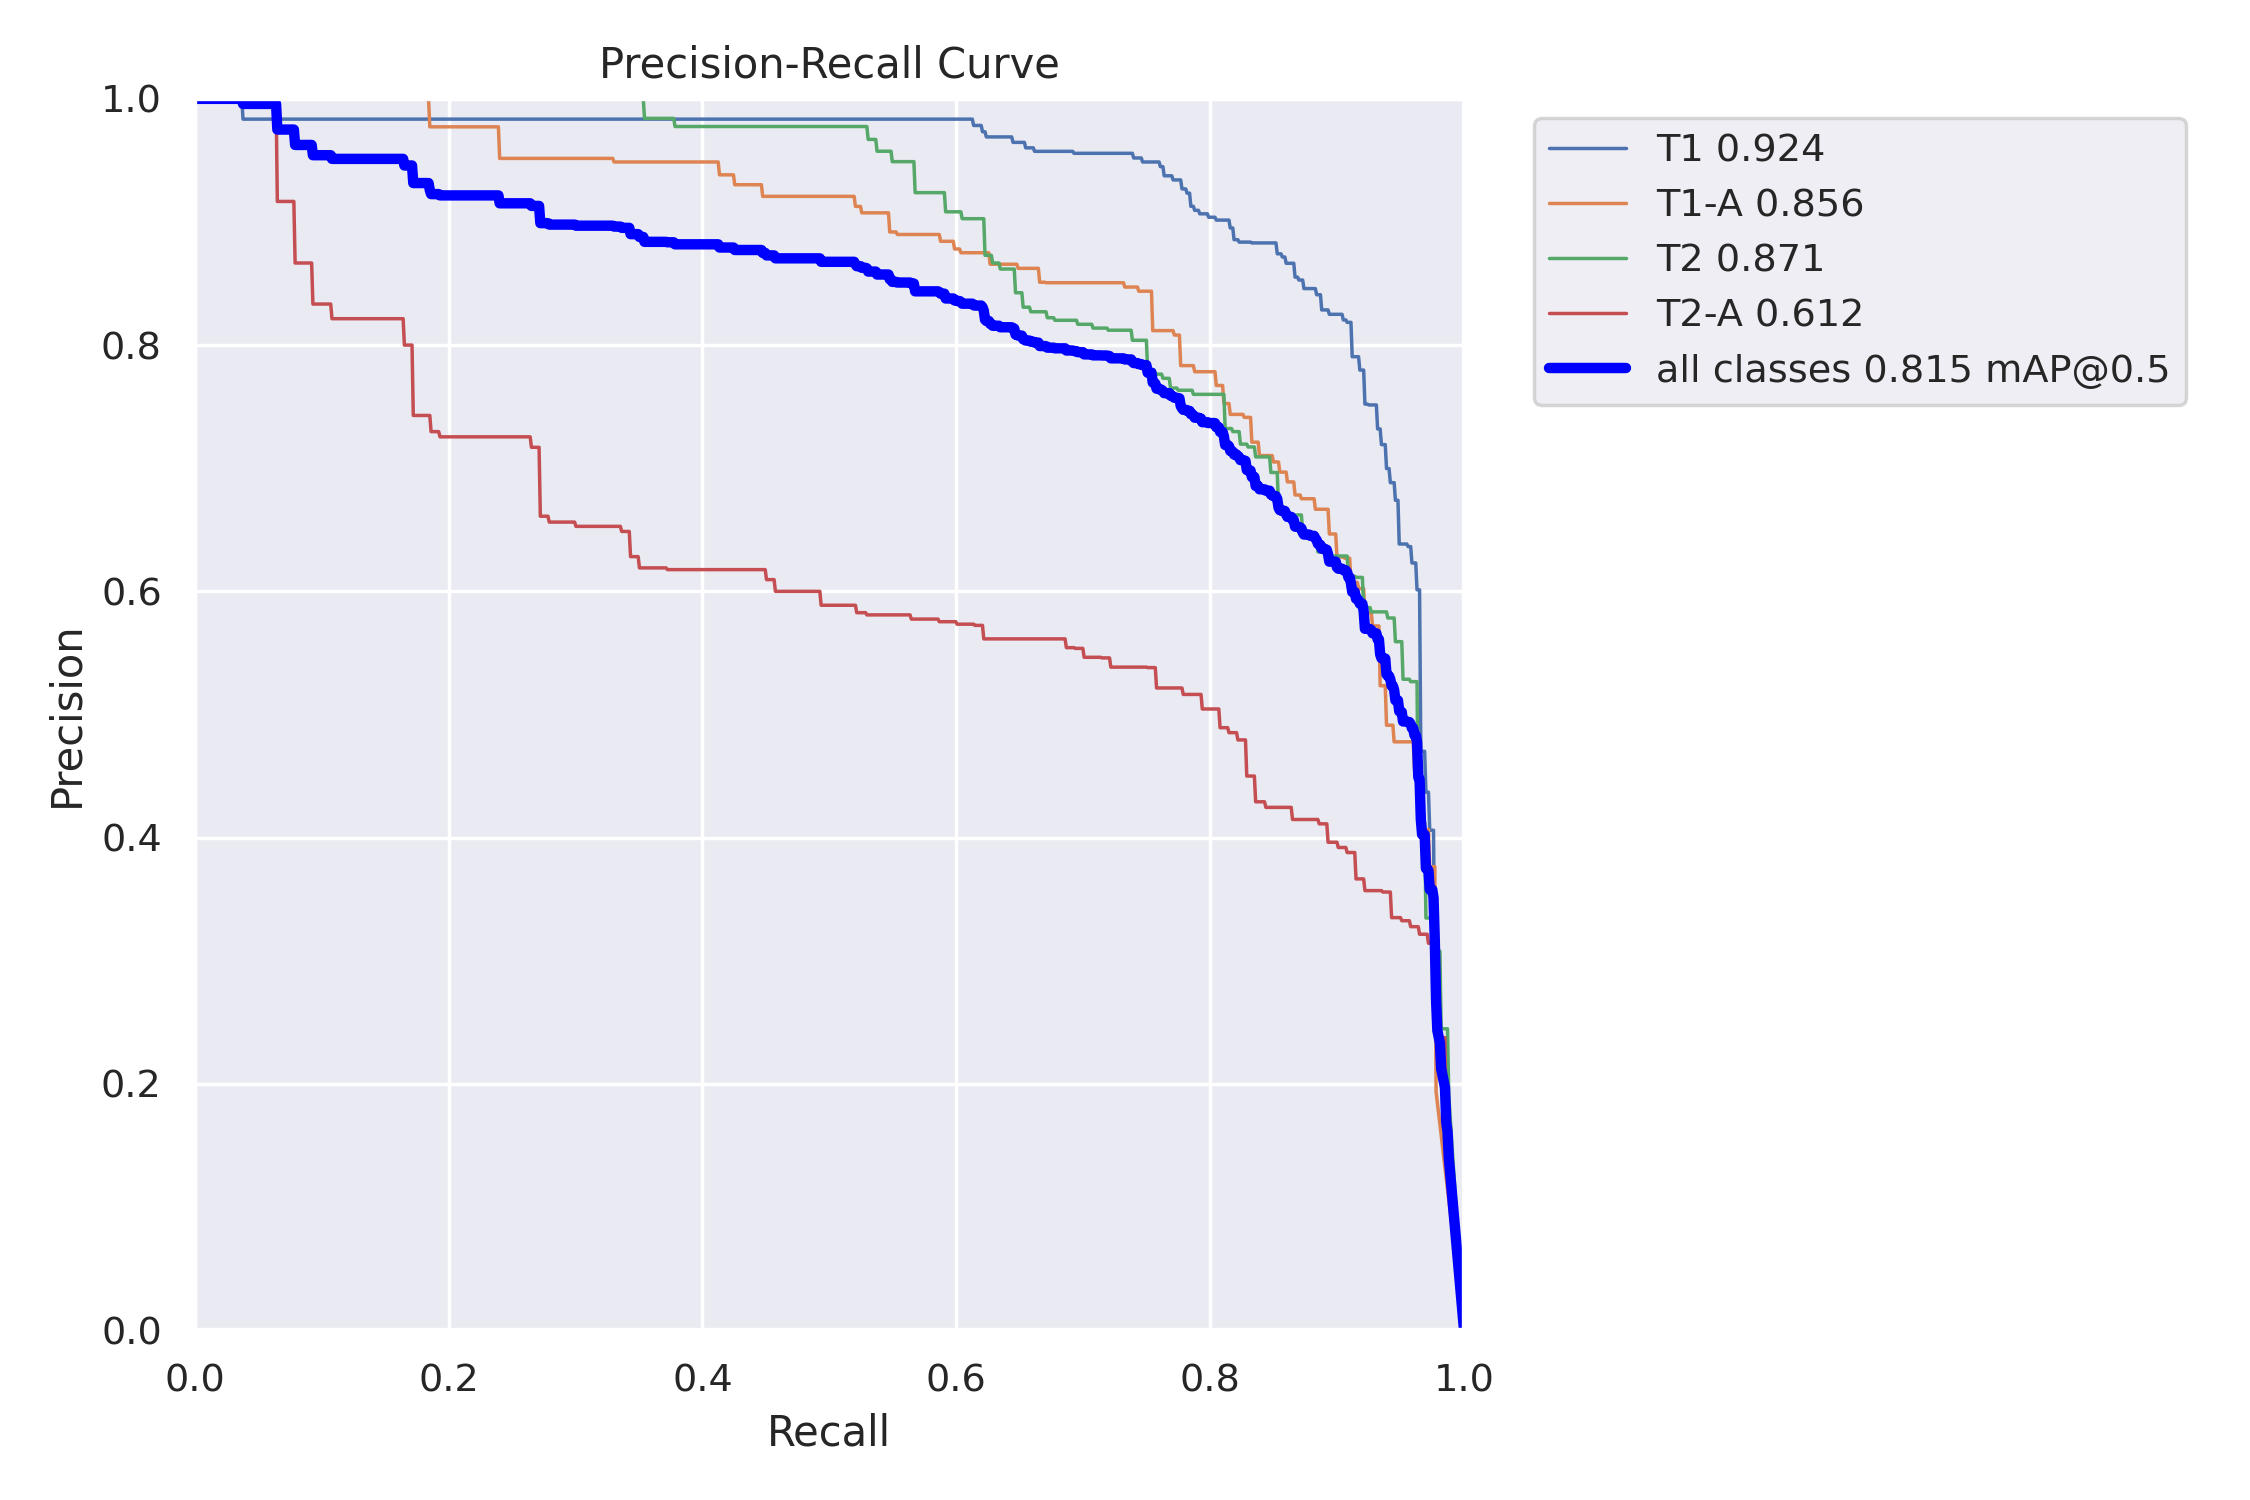 Precision-Recall Curve
1.0
0.8
0.6
0.4
0.2
0.0
Precision
0.0 0.2 0.4 0.6 0.8 1.0
Recall
T1 0.924
T1-A 0.856
T2 0.871
T2-A 0.612
all classes 0.815 mAP@0.5